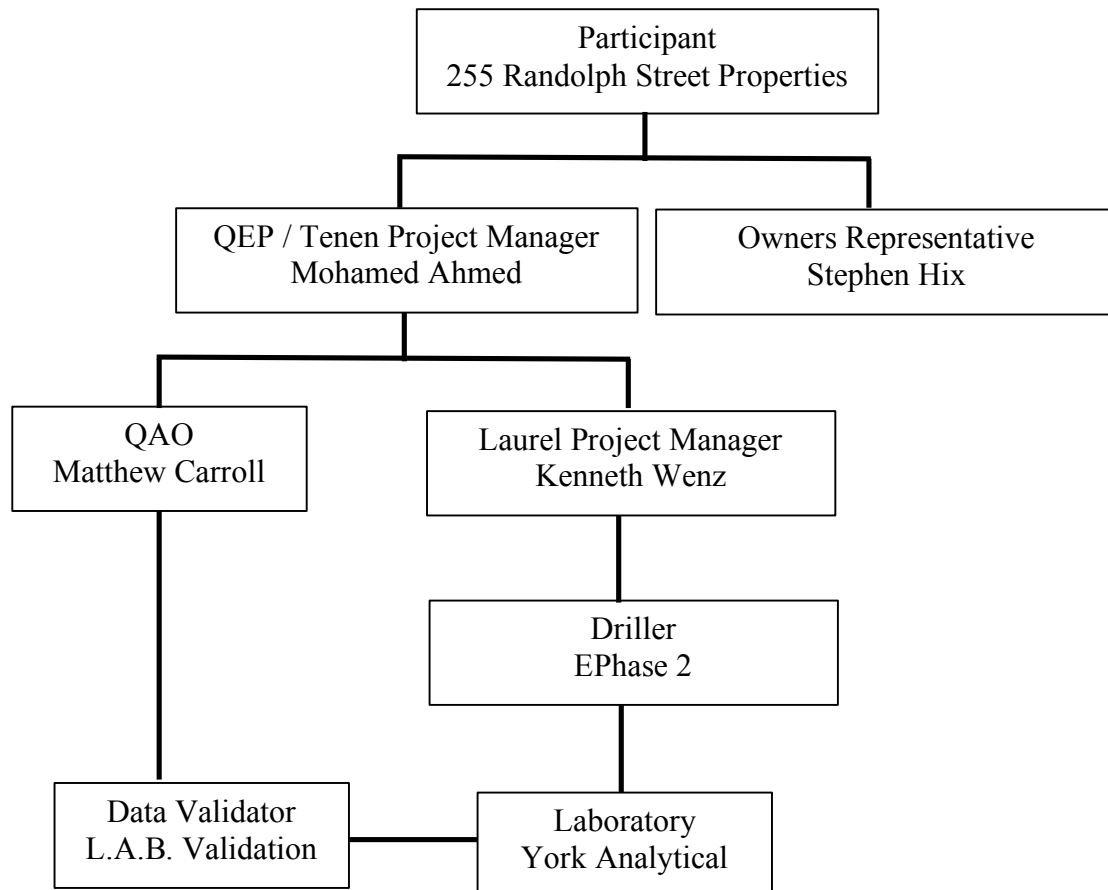 Participant
255 Randolph Street Properties
QEP / Tenen Project Manager
Mohamed Ahmed
Owners Representative
Stephen Hix
QAO
Matthew Carroll
Laurel Project Manager
Kenneth Wenz
Driller
EPhase 2
Data Validator
L.A.B. Validation
Laboratory
York Analytical